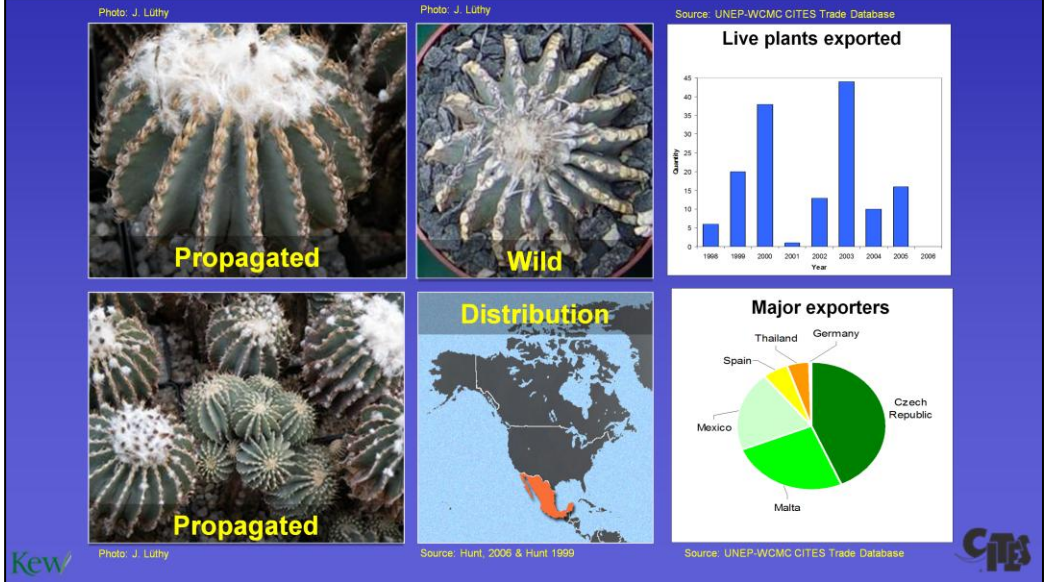 Photo: J. Lüthy
Photo: J. Lüthy
Source: UNEP-WCMC CITES Trade Database
Propagated
Wild
Live plants exported
45
40
35
30
25
20
15
10
5
0
Quantity
1998 1999 2000 2001 2002 2003 2004 2005 2006
Year
Propagated
Distribution
Major exporters
Thailand
Germany
Spain
Czech
Republic
Mexico
Malta
Kew
Photo: J. Lüthy
Source: Hunt, 2006 & Hunt 1999
Source: UNEP-WCMC CITES Trade Database
CITES